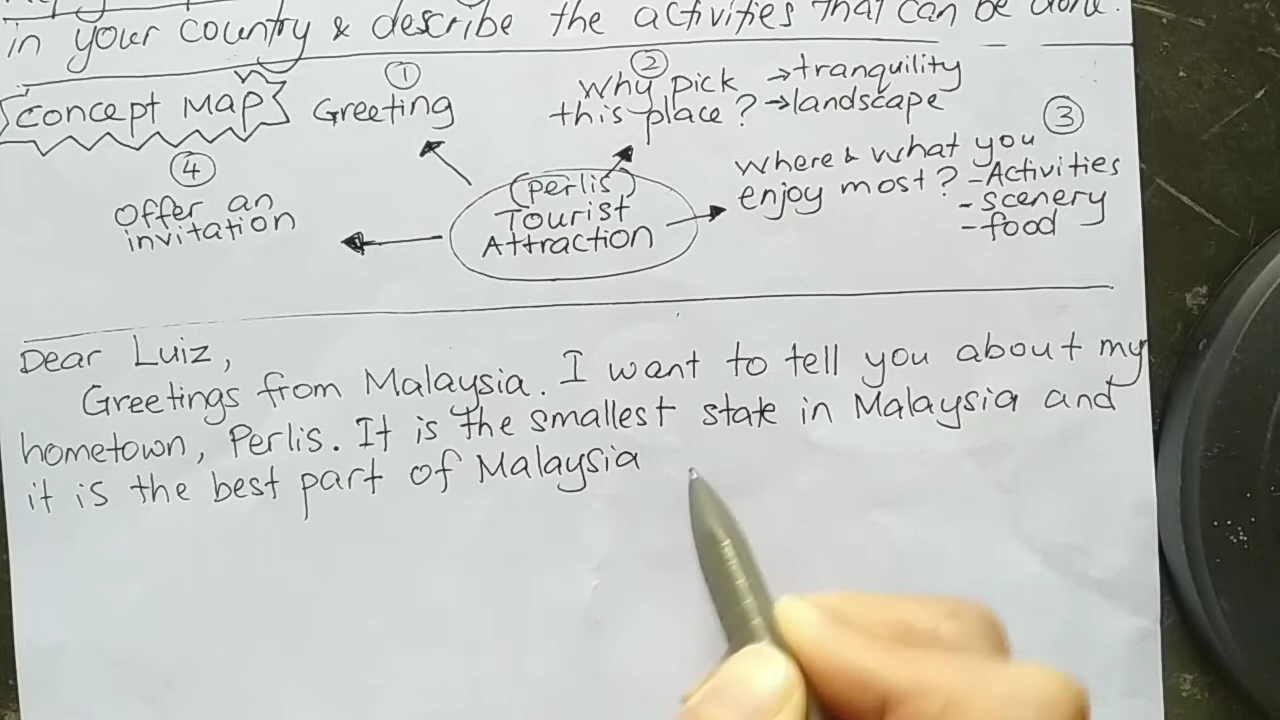 in your country & describe the activities that can be done.
Concept Map
1
Greeting
2
Why pick
this place?
→tranquility
→landscape
3
Where & what you
enjoy most?
-Activities
-scenery
-food
4
Offer an
invitation
(Perlis)
Tourist
Attraction
Dear Luiz,
Greetings from Malaysia. I want to tell you about my
hometown, Perlis. It is the smallest state in Malaysia and
it is the best part of Malaysia